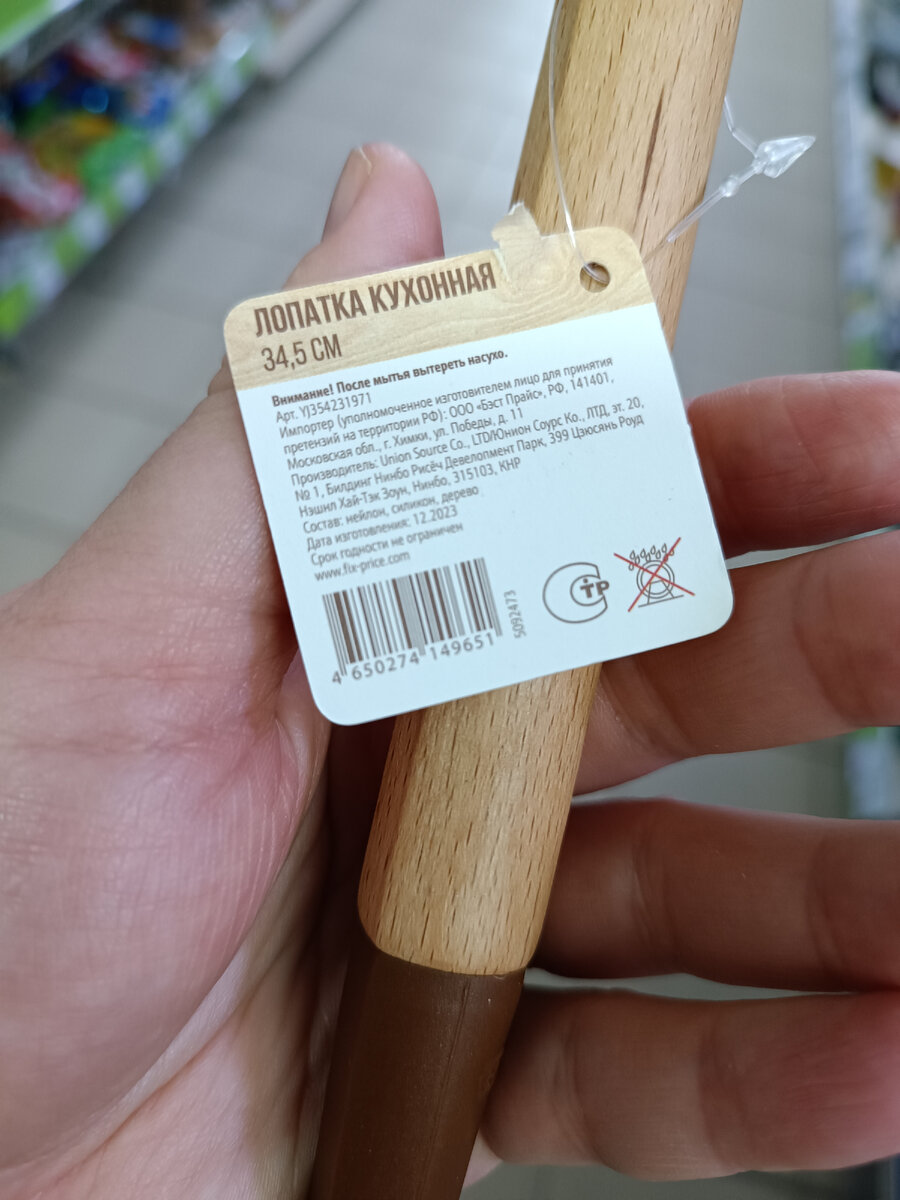 ЛОПАТКА КУХОННАЯ
34,5 СМ
Внимание! После мытья вытереть насухо.
Арт. YJ354231971
Импортер (уполномоченное изготовителем лицо для принятия
претензий на территории РФ): ООО «Бэст Прайс», РФ, 141401,
Московская обл., г. Химки, ул. Победы, д. 11
Производитель: Union Source Co., LTD/Юнион Соурс Ко., ЛТД, эт. 20,
№ 1, Билдинг Нинбо Рисёч Девелопмент Парк, 399 Цзюсянь Роуд
Нэшнл Хай-Тэк Зоун, Нинбо, 315103, КНР
Состав: нейлон, силикон, дерево
Дата изготовления: 12.2023
Срок годности не ограничен
www.fix-price.com
4 650274 149651
5092473
СТР